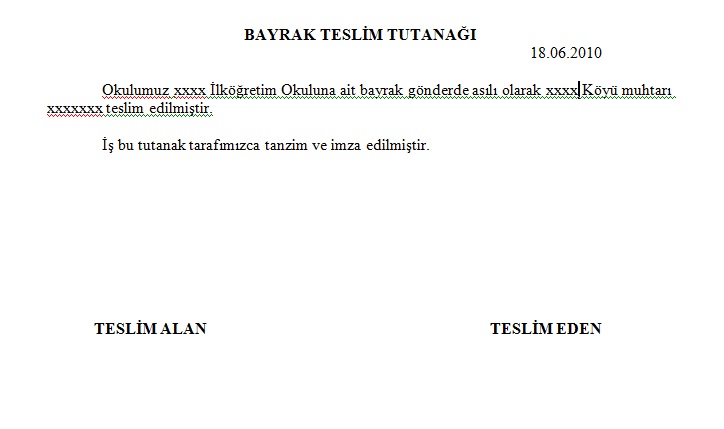 BAYRAK TESLİM TUTANAĞI
18.06.2010
Okulumuz xxxx İlköğretim Okuluna ait bayrak gönderde asılı olarak xxxx Köyü muhtarı
xxxxxxx teslim edilmiştir.
İş bu tutanak tarafımızca tanzim ve imza edilmiştir.
TESLİM ALAN TESLİM EDEN